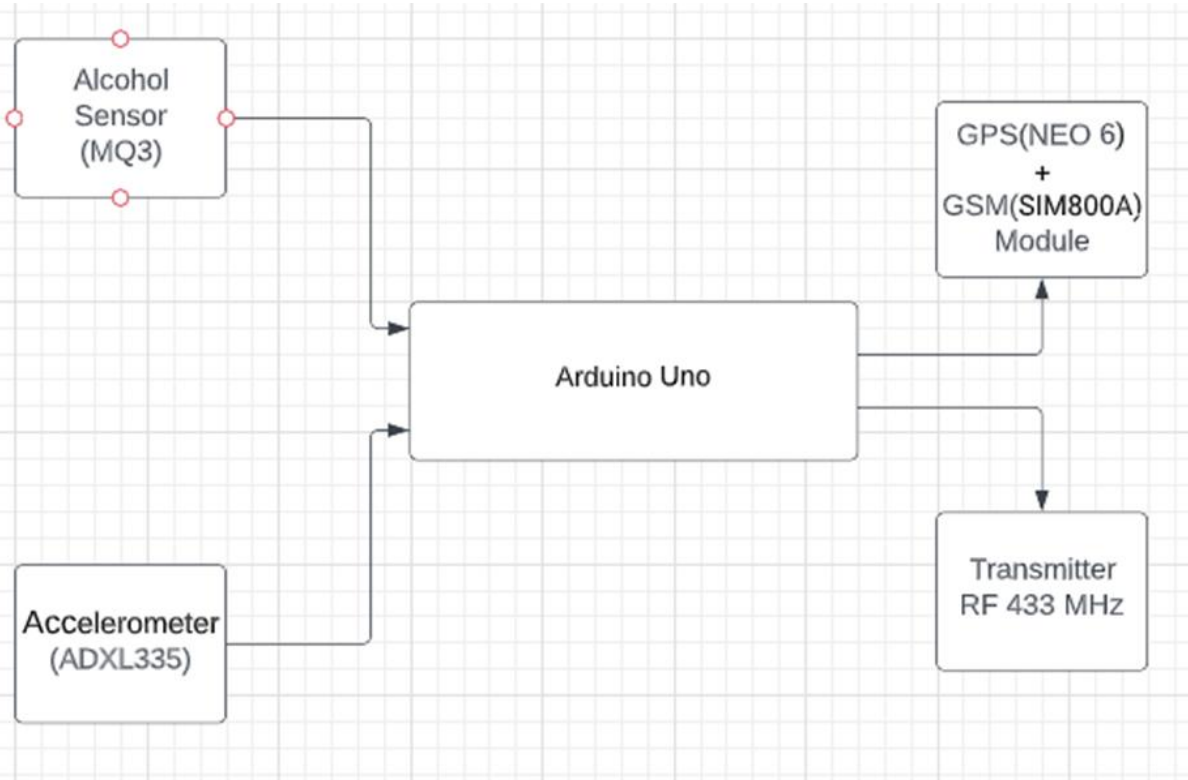 Alcohol
Sensor
(MQ3)
GPS(NEO 6)
+
GSM(SIM800A)
Module
Arduino Uno
Accelerometer
(ADXL335)
Transmitter
RF 433 MHz